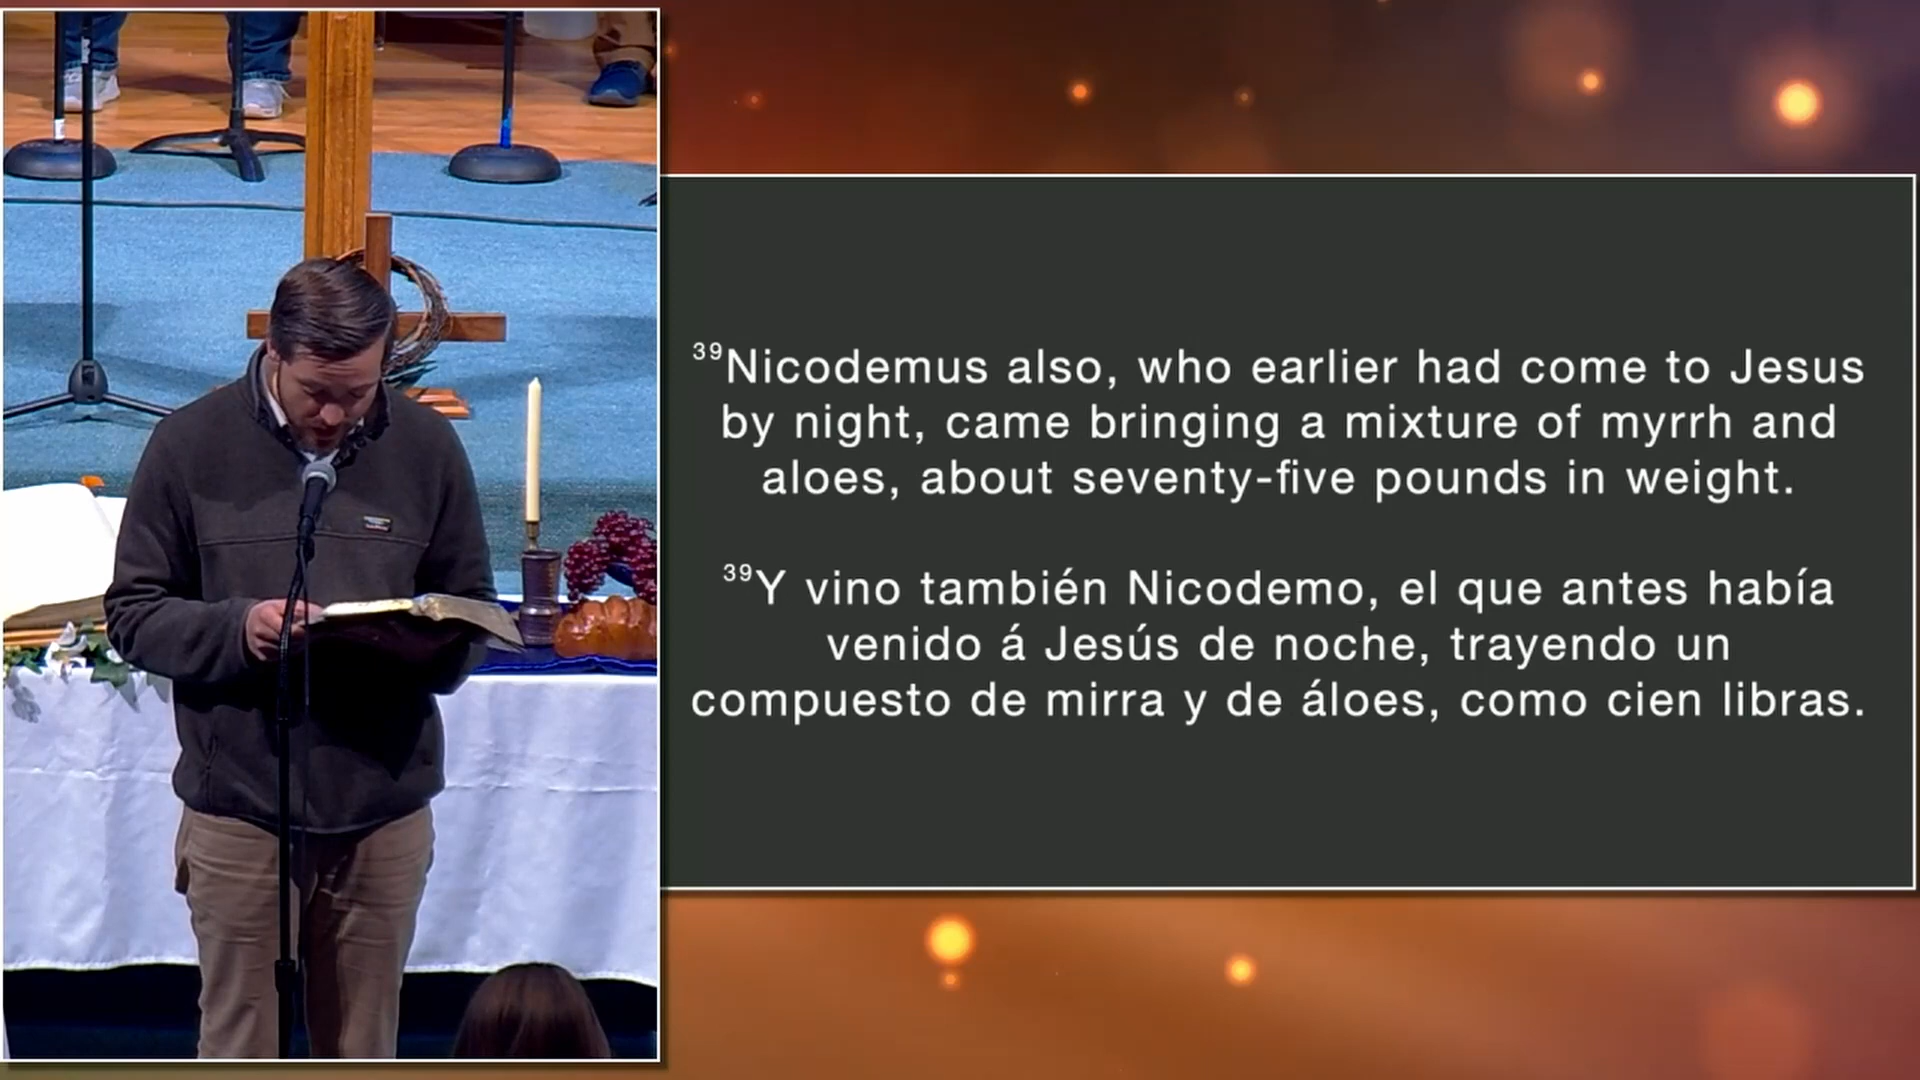 39Nicodemus also, who earlier had come to Jesus
by night, came bringing a mixture of myrrh and
aloes, about seventy-five pounds in weight.
39Y vino también Nicodemo, el que antes había
venido á Jesús de noche, trayendo un
compuesto de mirra y de áloes, como cien libras.